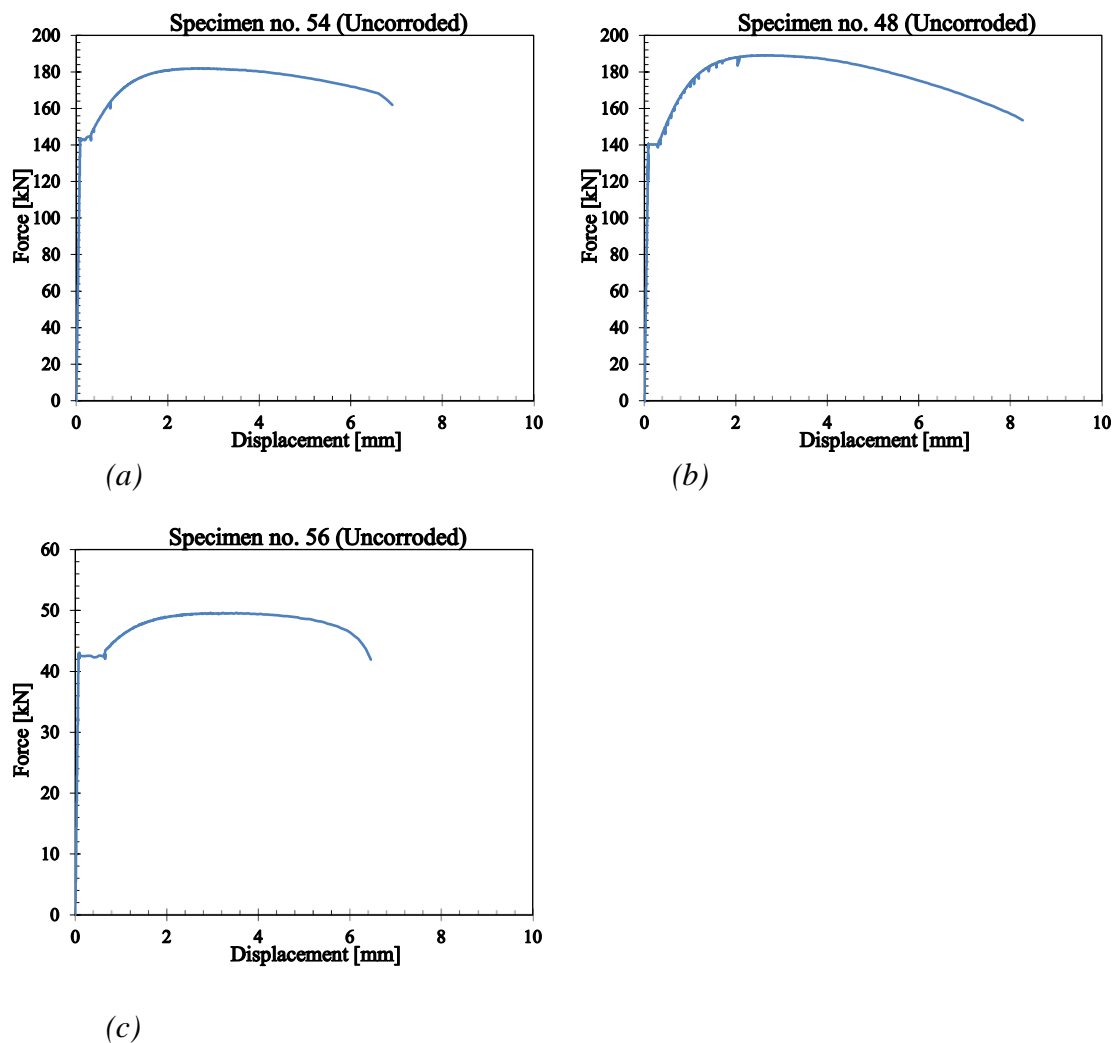 Specimen no. 54 (Uncorroded)
200
180
160
140
120
100
80
60
40
20
0
Force [kN]
0 2 4 6 8 10
Displacement [mm]
(a)
Specimen no. 48 (Uncorroded)
200
180
160
140
120
100
80
60
40
20
0
Force [kN]
0 2 4 6 8 10
Displacement [mm]
(b)
Specimen no. 56 (Uncorroded)
60
50
40
30
20
10
0
Force [kN]
0 2 4 6 8 10
Displacement [mm]
(c)